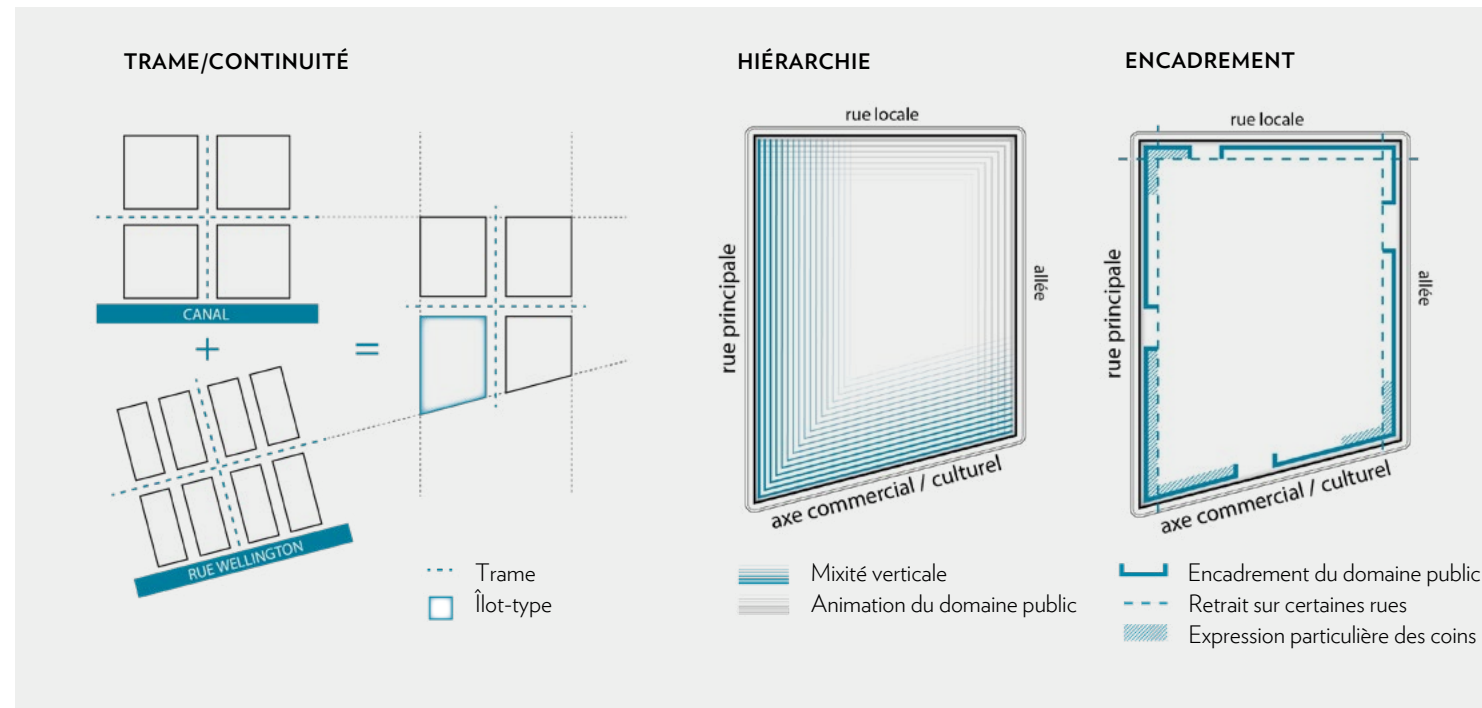 TRAME/CONTINUITÉ
CANAL
+
=
RUE WELLINGTON
Trame
Îlot-type
HIÉRARCHIE
rue locale
rue principale
allée
axe commercial / culturel
Mixité verticale
Animation du domaine public
ENCADREMENT
rue locale
rue principale
allée
axe commercial / culturel
Encadrement du domaine public
Retrait sur certaines rues
Expression particulière des coins